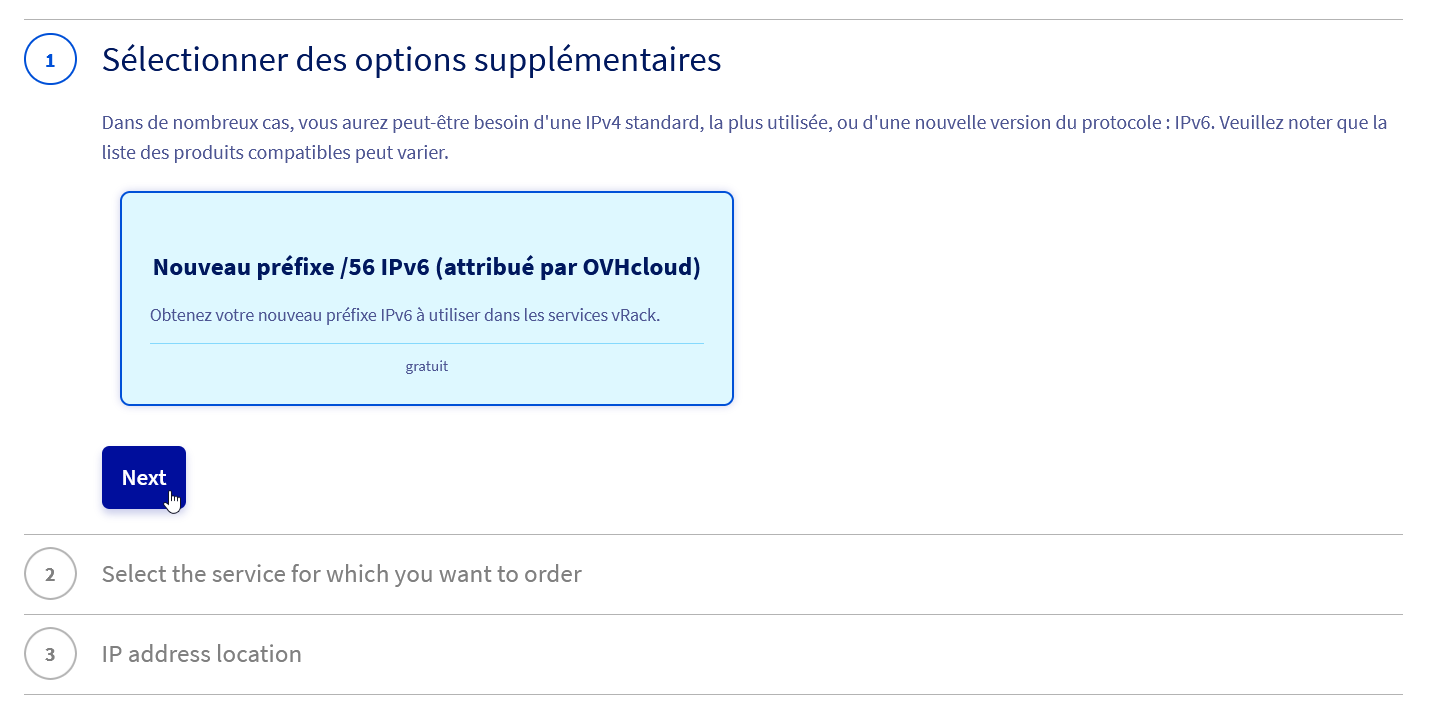 1
Sélectionner des options supplémentaires
Dans de nombreux cas, vous aurez peut-être besoin d'une IPv4 standard, la plus utilisée, ou d'une nouvelle version du protocole : IPv6. Veuillez noter que la
liste des produits compatibles peut varier.
Nouveau préfixe /56 IPv6 (attribué par OVHcloud)
Obtenez votre nouveau préfixe IPv6 à utiliser dans les services vRack.
gratuit
Next
2
Select the service for which you want to order
3
IP address location